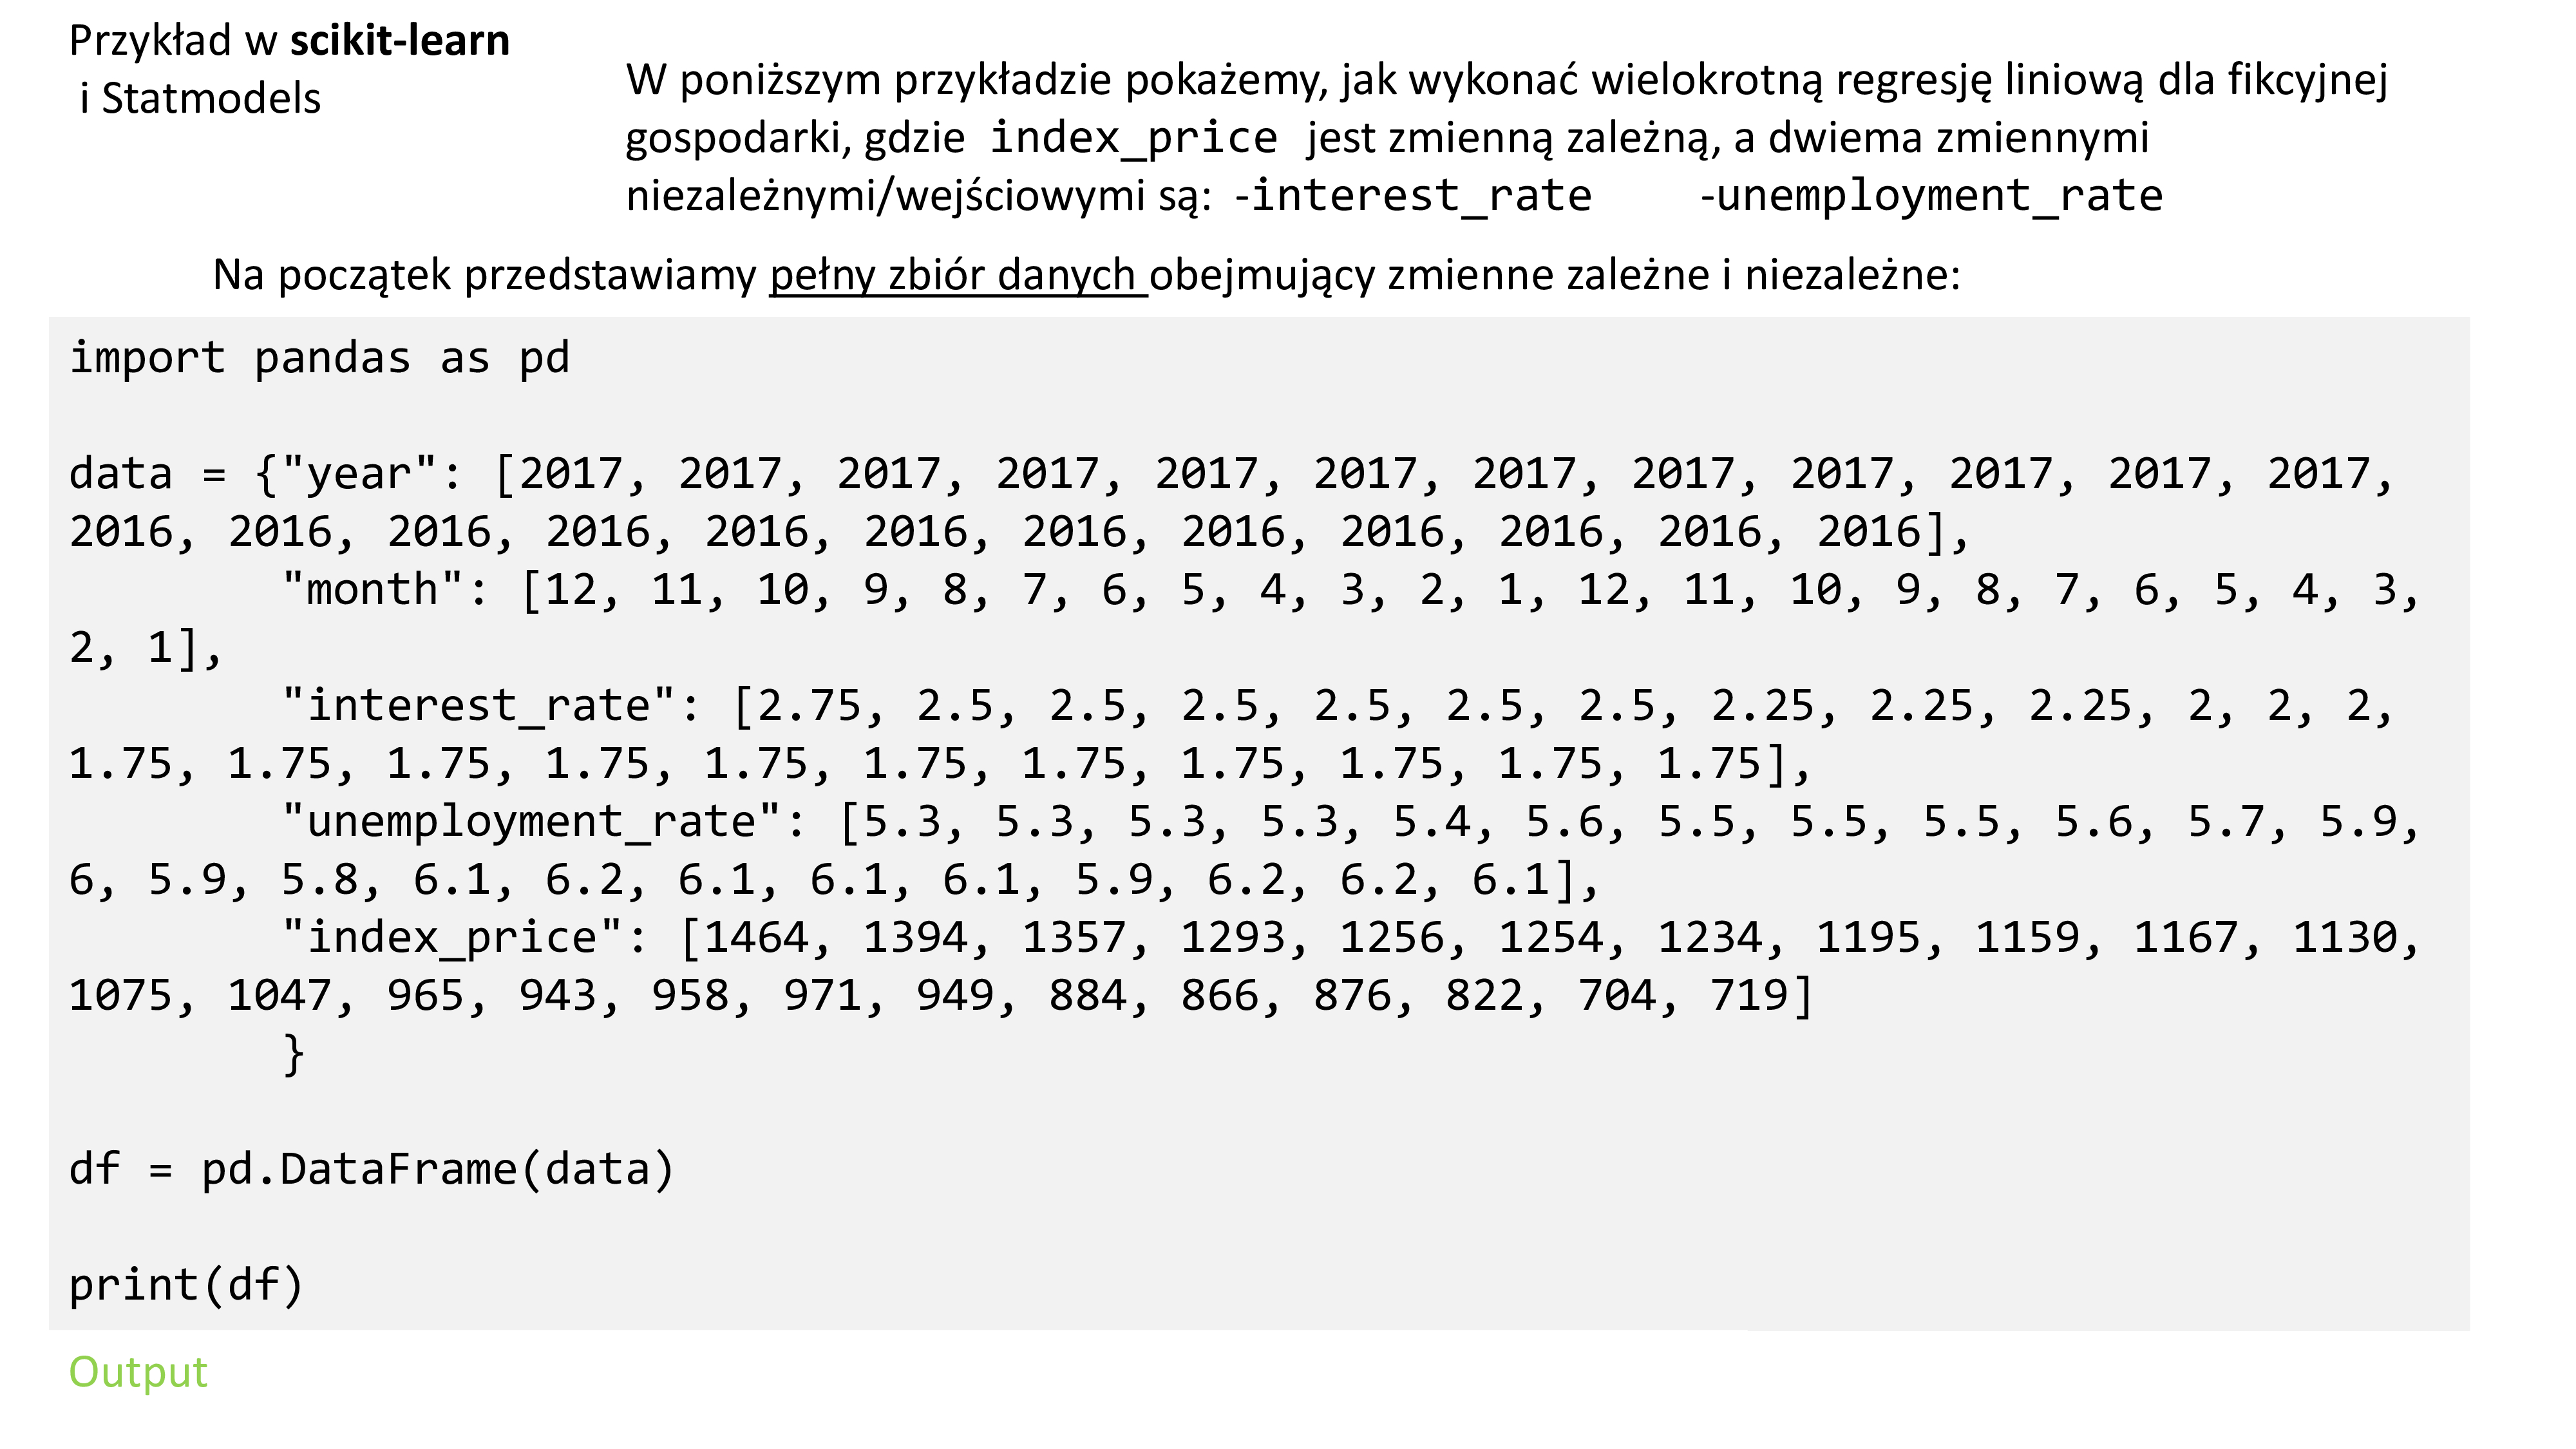 Przykład w scikit-learn
i Statmodels
W poniższym przykładzie pokażemy, jak wykonać wielokrotną regresję liniową dla fikcyjnej
gospodarki, gdzie index_price jest zmienną zależną, a dwiema zmiennymi
niezależnymi/wejściowymi są: -interest_rate -unemployment_rate
Na początek przedstawiamy pełny zbiór danych obejmujący zmienne zależne i niezależne:
import pandas as pd
data = {"year": [2017, 2017, 2017, 2017, 2017, 2017, 2017, 2017, 2017, 2017, 2017, 2017,
2016, 2016, 2016, 2016, 2016, 2016, 2016, 2016, 2016, 2016, 2016, 2016],
"month": [12, 11, 10, 9, 8, 7, 6, 5, 4, 3, 2, 1, 12, 11, 10, 9, 8, 7, 6, 5, 4, 3,
2, 1],
"interest_rate": [2.75, 2.5, 2.5, 2.5, 2.5, 2.5, 2.5, 2.25, 2.25, 2.25, 2, 2, 2,
1.75, 1.75, 1.75, 1.75, 1.75, 1.75, 1.75, 1.75, 1.75, 1.75, 1.75],
"unemployment_rate": [5.3, 5.3, 5.3, 5.3, 5.4, 5.6, 5.5, 5.5, 5.5, 5.6, 5.7, 5.9,
6, 5.9, 5.8, 6.1, 6.2, 6.1, 6.1, 6.1, 5.9, 6.2, 6.2, 6.1],
"index_price": [1464, 1394, 1357, 1293, 1256, 1254, 1234, 1195, 1159, 1167, 1130,
1075, 1047, 965, 943, 958, 971, 949, 884, 866, 876, 822, 704, 719]
}
df = pd.DataFrame(data)
print(df)
Output